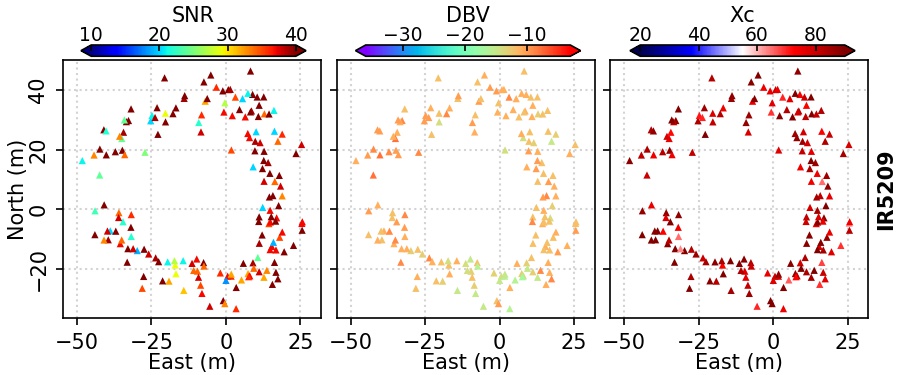 SNR DBV Xc
10 20 30 40 −30 −20 −10 20 40 60 80
40
20
0
−20
North (m)
−50 −25 0 25 −50 −25 0 25 −50 −25 0 25
East (m) East (m) East (m)
IR5209